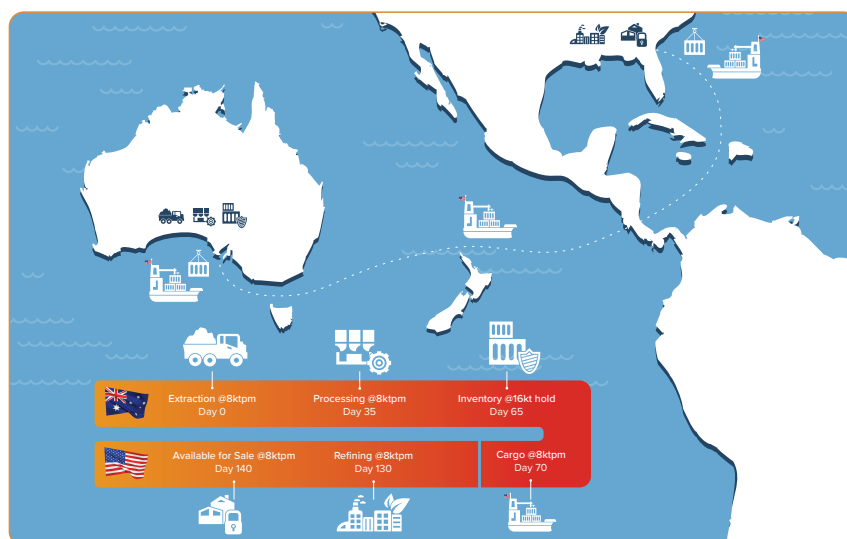 Extraction @8ktpm
Day 0
Processing @8ktpm
Day 35
Inventory @16kt hold
Day 65
Available for Sale @8ktpm
Day 140
Refining @8ktpm
Day 130
Cargo @8ktpm
Day 70